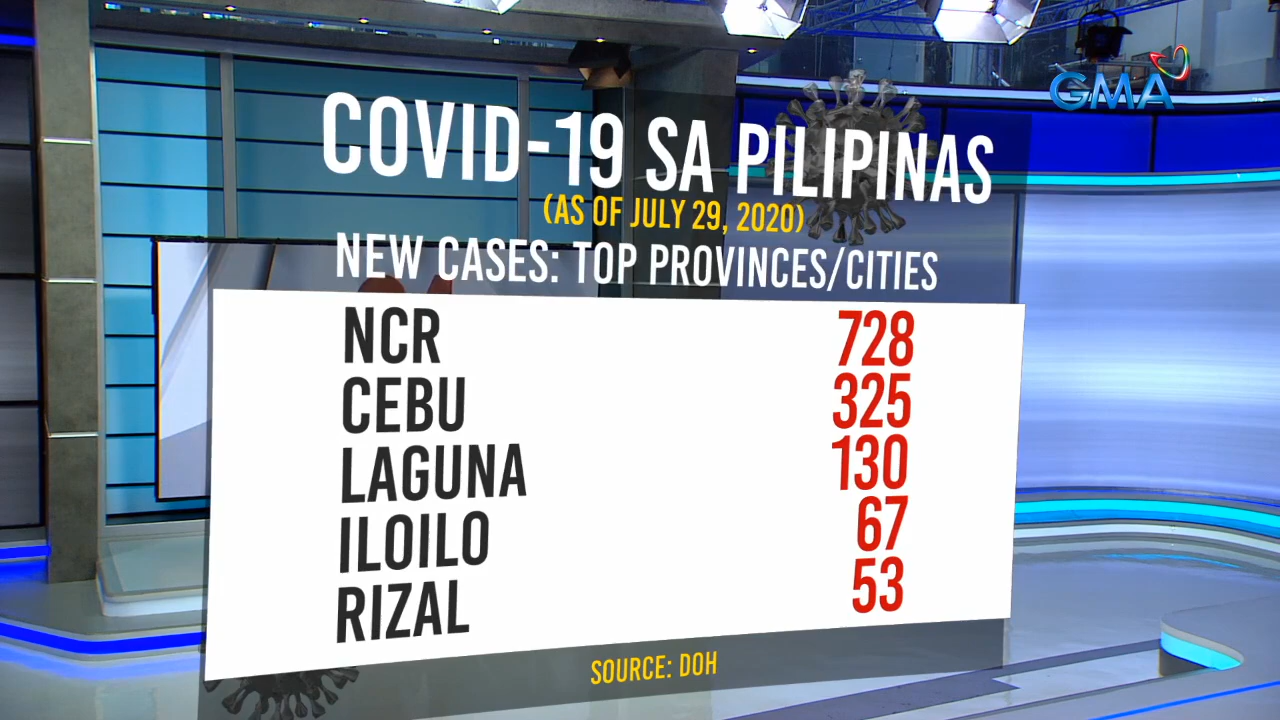 GMA
COVID-19 SA PILIPINAS
(AS OF JULY 29, 2020)
NEW CASES: TOP PROVINCES/CITIES
NCR 728
CEBU 325
LAGUNA 130
ILOILO 67
RIZAL 53
SOURCE: DOH